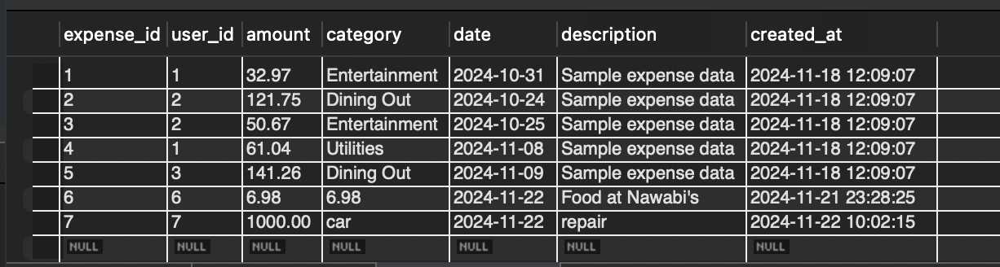 expense_id user_id amount category date description created_at
1 1 32.97 Entertainment 2024-10-31 Sample expense data 2024-11-18 12:09:07
2 2 121.75 Dining Out 2024-10-24 Sample expense data 2024-11-18 12:09:07
3 2 50.67 Entertainment 2024-10-25 Sample expense data 2024-11-18 12:09:07
4 1 61.04 Utilities 2024-11-08 Sample expense data 2024-11-18 12:09:07
5 3 141.26 Dining Out 2024-11-09 Sample expense data 2024-11-18 12:09:07
6 6 6.98 6.98 2024-11-22 Food at Nawabi's 2024-11-21 23:28:25
7 7 1000.00 car 2024-11-22 repair 2024-11-22 10:02:15
NULL NULL NULL NULL NULL NULL NULL